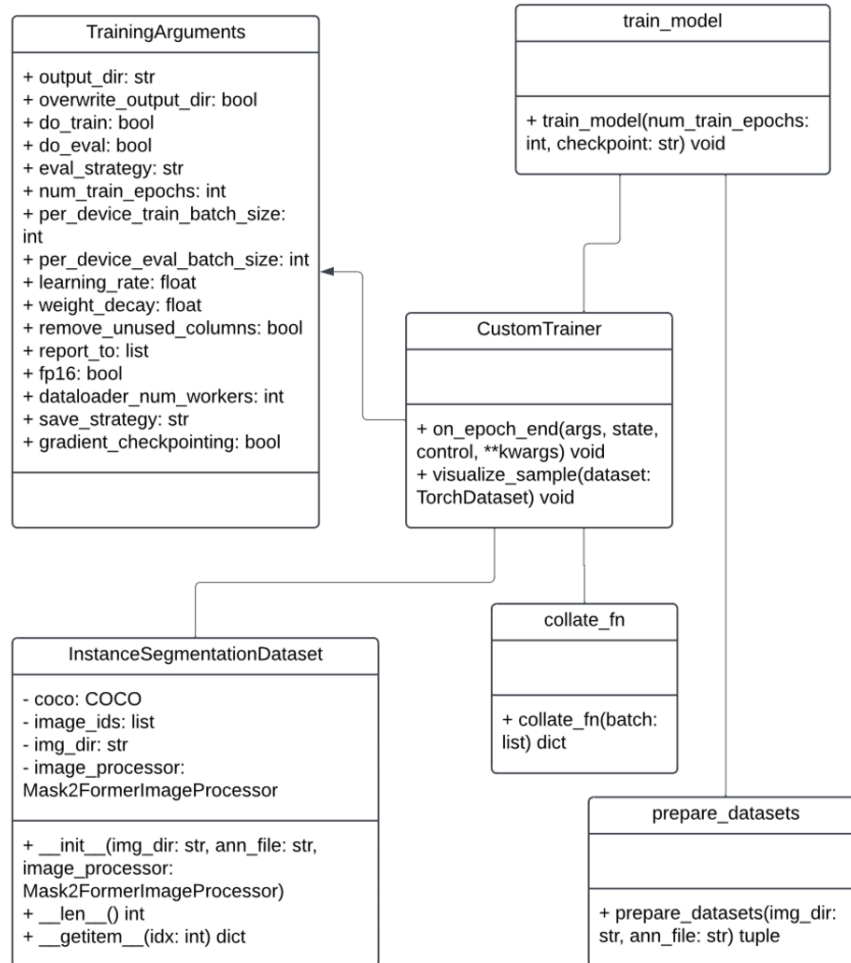 TrainingArguments
+ output_dir: str
+ overwrite_output_dir: bool
+ do_train: bool
+ do_eval: bool
+ eval_strategy: str
+ num_train_epochs: int
+ per_device_train_batch_size:
int
+ per_device_eval_batch_size: int
+ learning_rate: float
+ weight_decay: float
+ remove_unused_columns: bool
+ report_to: list
+ fp16: bool
+ dataloader_num_workers: int
+ save_strategy: str
+ gradient_checkpointing: bool
train_model
+ train_model(num_train_epochs:
int, checkpoint: str) void
CustomTrainer
+ on_epoch_end(args, state,
control, **kwargs) void
+ visualize_sample(dataset:
TorchDataset) void
InstanceSegmentationDataset
- coco: COCO
- image_ids: list
- img_dir: str
- image_processor:
Mask2FormerImageProcessor
+ __init__(img_dir: str, ann_file: str,
image_processor:
Mask2FormerImageProcessor)
+ __len__() int
+ __getitem__(idx: int) dict
collate_fn
+ collate_fn(batch:
list) dict
prepare_datasets
+ prepare_datasets(img_dir:
str, ann_file: str) tuple